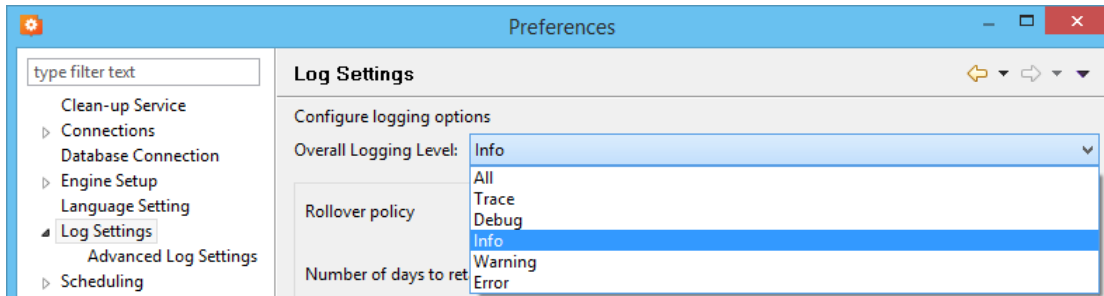 Preferences
type filter text
Clean-up Service
Connections
Database Connection
Engine Setup
Language Setting
Log Settings
Advanced Log Settings
Scheduling
Log Settings
Configure logging options
Overall Logging Level: Info
All
Trace
Debug
Info
Warning
Error
Rollover policy
Number of days to ret